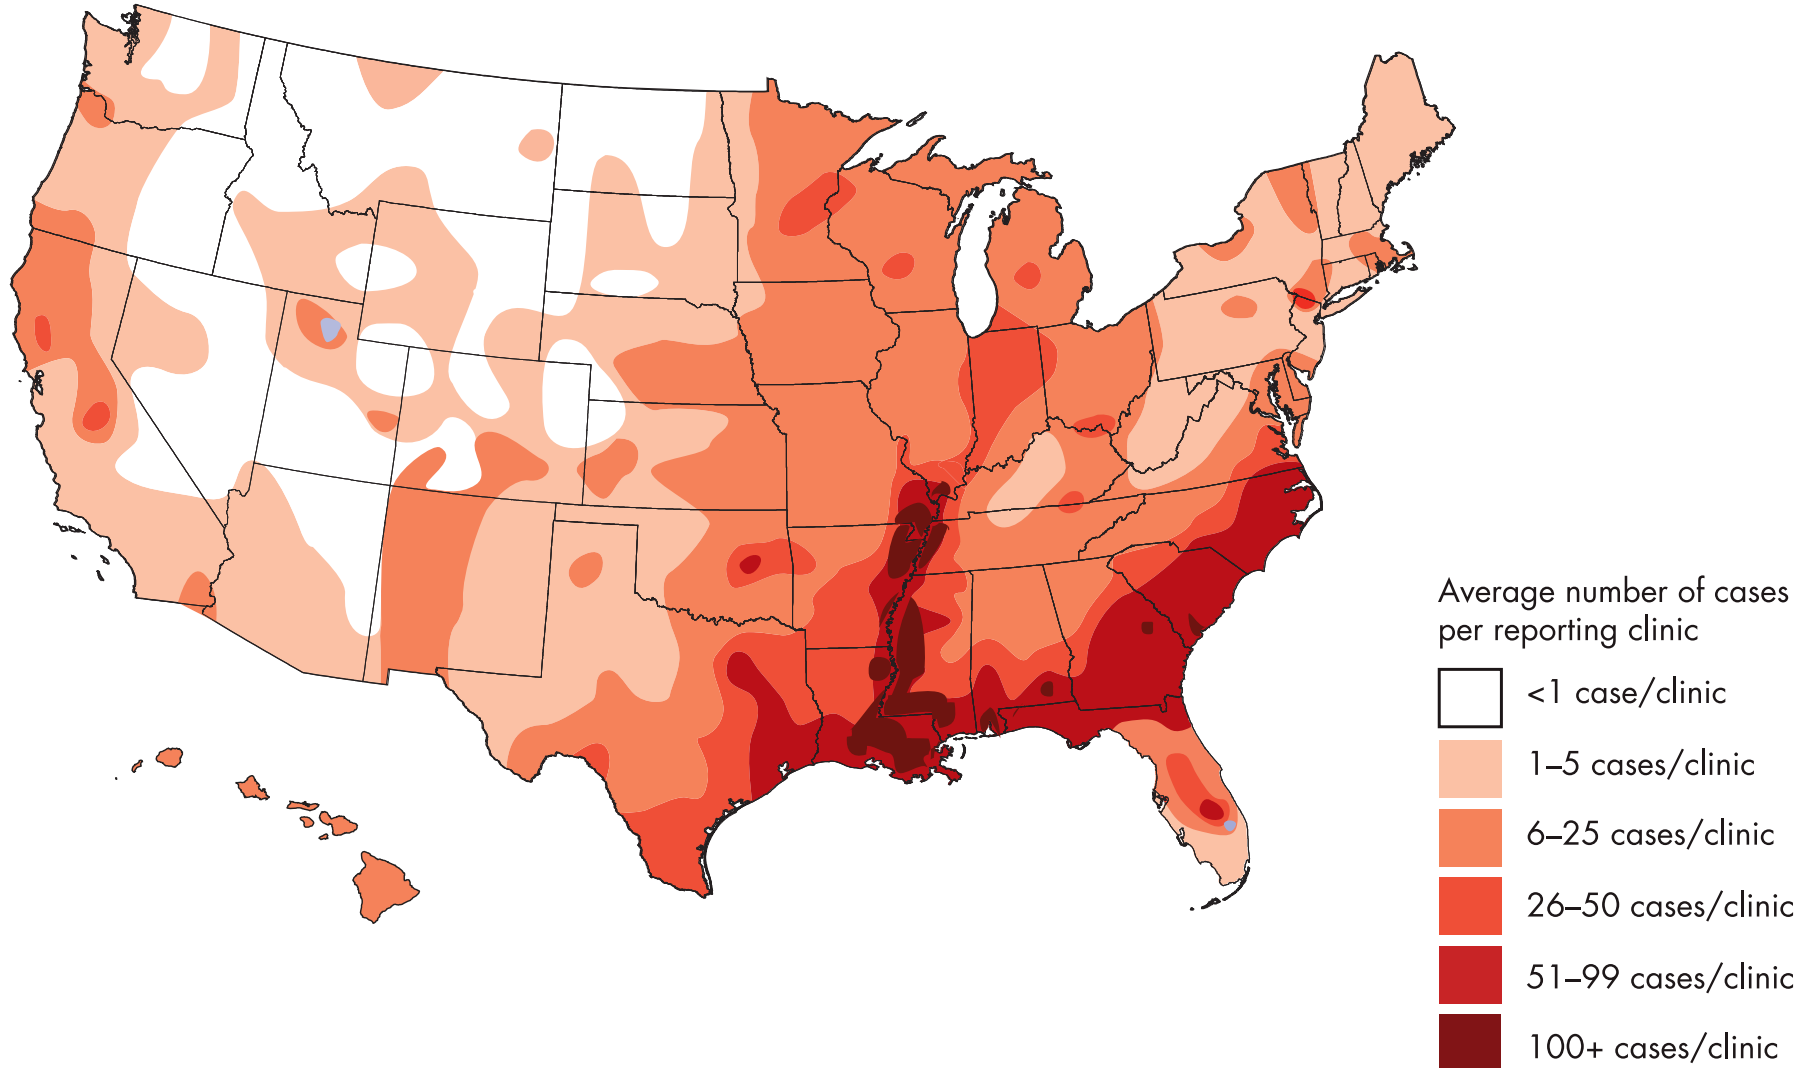 Average number of cases
per reporting clinic
<1 case/clinic
1–5 cases/clinic
6–25 cases/clinic
26–50 cases/clinic
51–99 cases/clinic
100+ cases/clinic